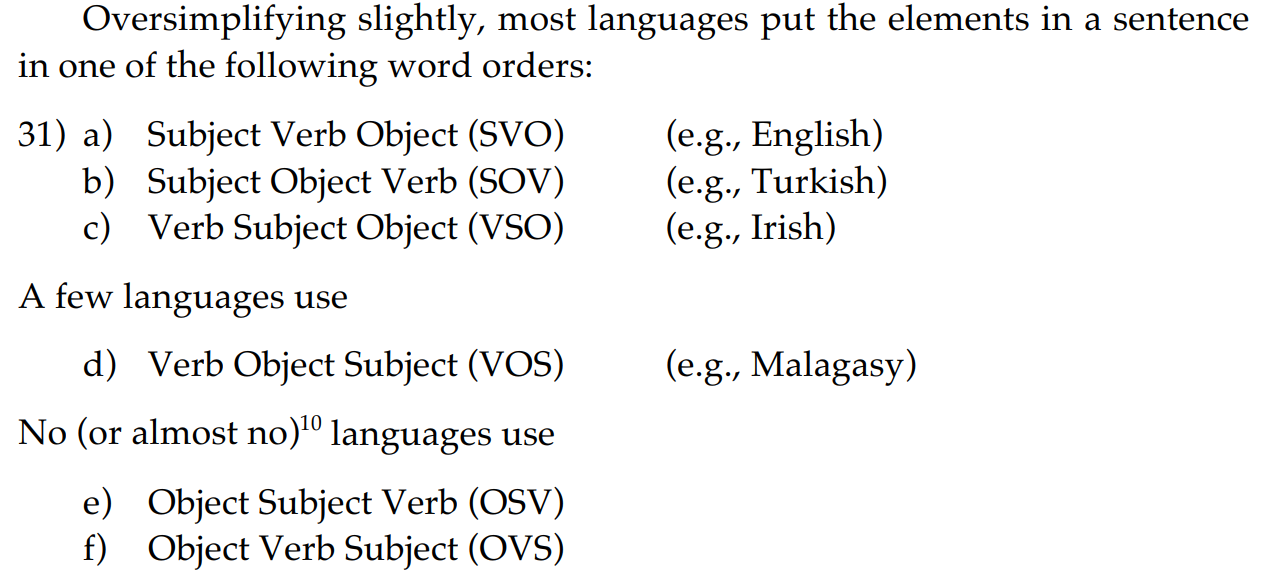 Oversimplifying slightly, most languages put the elements in a sentence
in one of the following word orders:
31) a) Subject Verb Object (SVO) (e.g., English)
b) Subject Object Verb (SOV) (e.g., Turkish)
c) Verb Subject Object (VSO) (e.g., Irish)
A few languages use
d) Verb Object Subject (VOS) (e.g., Malagasy)
No (or almost no)¹⁰ languages use
e) Object Subject Verb (OSV)
f) Object Verb Subject (OVS)